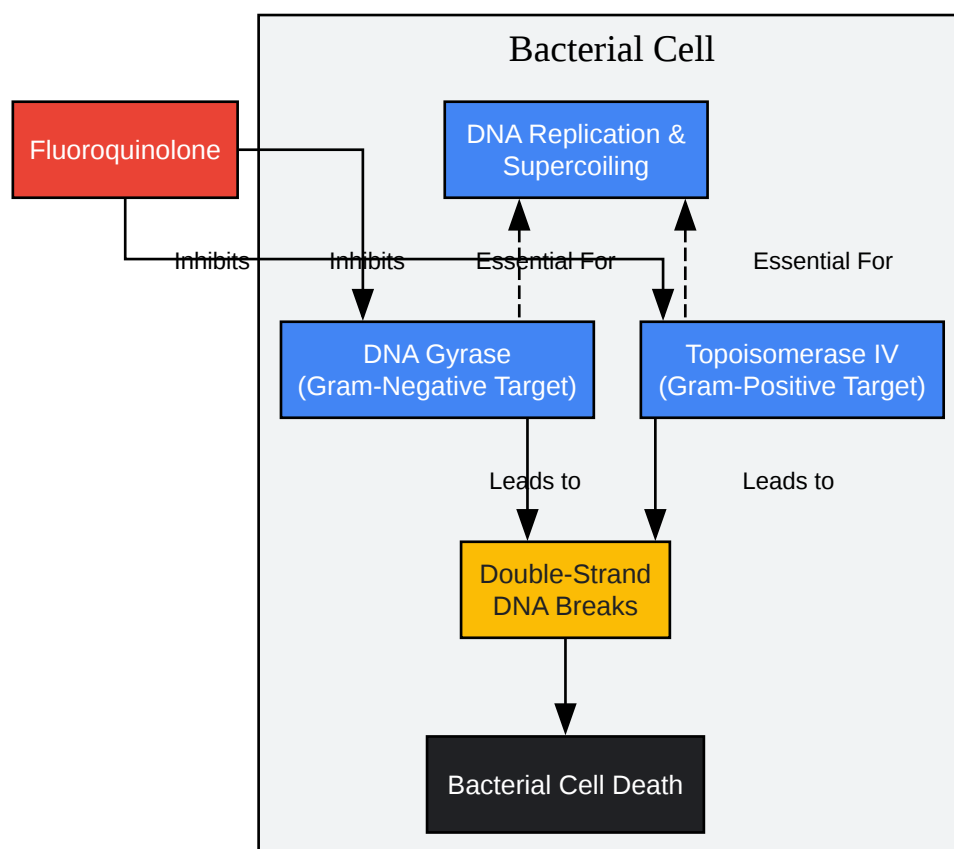 Bacterial Cell
Fluoroquinolone
DNA Replication &
Supercoiling
Inhibits
Inhibits
Essential For
Essential For
DNA Gyrase
(Gram-Negative Target)
Topoisomerase IV
(Gram-Positive Target)
Leads to
Leads to
Double-Strand
DNA Breaks
Bacterial Cell Death